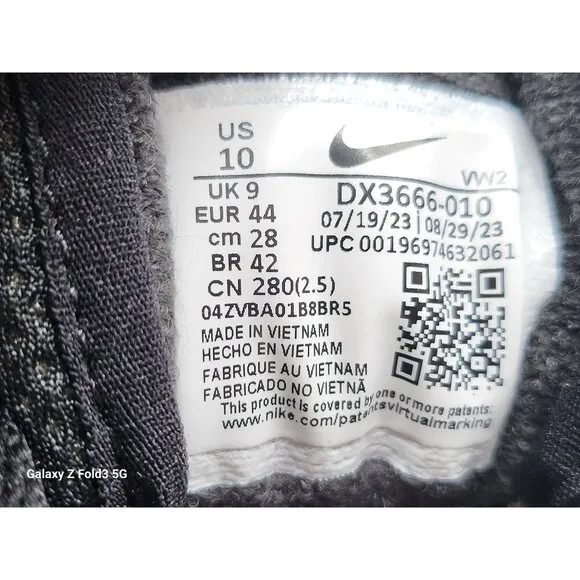 US
10
UK 9
EUR 44
cm 28
BR 42
CN 280(2.5)
VW2
DX3666-010
07/19/23 | 08/29/23
UPC 00196974632061
04ZVBA01B8BR5
MADE IN VIETNAM
HECHO EN VIETNAM
FABRIQUE AU VIETNAM
FABRICADO NO VIETNÃ
This product is covered by one or more patents:
www.nike.com/patentsvirtualmarking
Galaxy Z Fold3 5G